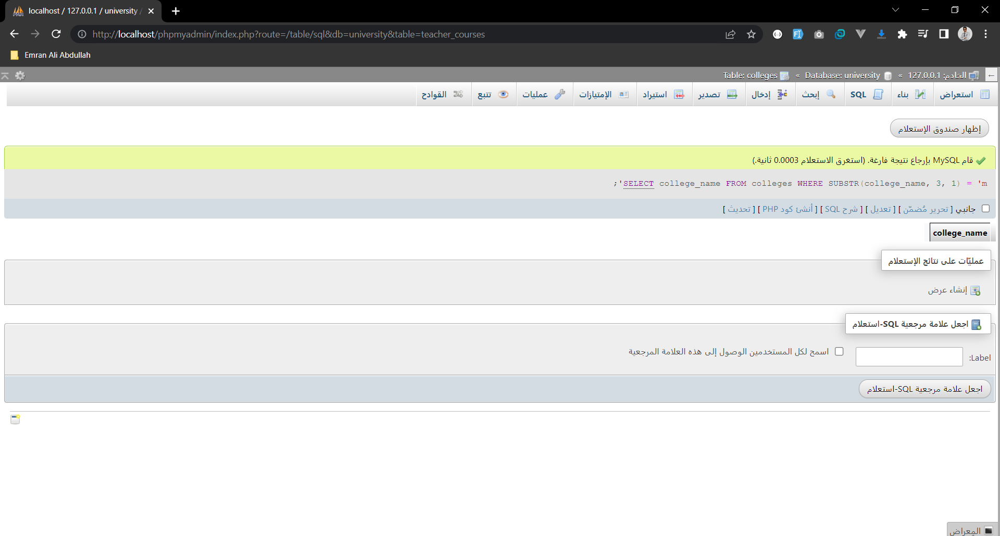 localhost / 127.0.0.1 / university /
http://localhost/phpmyadmin/index.php?route=/table/sql&db=university&table=teacher_courses
Emran Ali Abdullah
الخادم: 127.0.0.1 » Database: university » Table: colleges
استعراض بناء SQL إبحث إدخال تصدير استيراد الإمتيازات عمليات تتبع القوادح
إظهار صندوق الإستعلام
قام MySQL بإرجاع نتيجة فارغة. (استغرق الاستعلام 0.0003 ثانية.)
SELECT college_name FROM colleges WHERE SUBSTR(college_name, 3, 1) = 'm';
جانبي [ تحرير مُضمّن ] [ تعديل ] [ شرح SQL ] [ أنشئ كود PHP ] [ تحديث ]
college_name
عمليّات على نتائج الإستعلام
إنشاء عرض
اجعل علامة مرجعية SQL-استعلام
Label: اسمح لكل المستخدمين الوصول إلى هذه العلامة المرجعية
اجعل علامة مرجعية SQL-استعلام
المِعراض